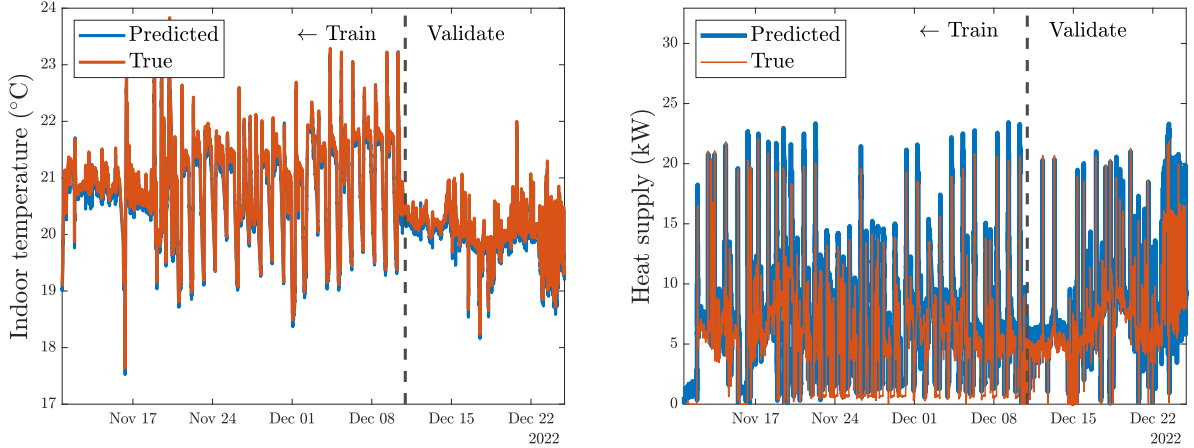 24
23
22
21
20
19
18
17
Indoor temperature (°C)
Predicted
True
← Train
Validate
Nov 17
Nov 24
Dec 01
Dec 08
Dec 15
Dec 22
2022
30
25
20
15
10
5
0
Heat supply (kW)
Predicted
True
← Train
Validate
Nov 17
Nov 24
Dec 01
Dec 08
Dec 15
Dec 22
2022